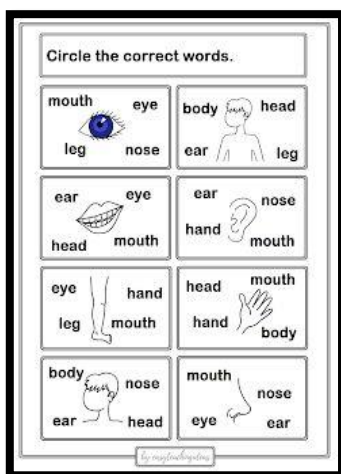 Circle the correct words.
mouth eye
leg nose
body head
ear leg
ear eye
head mouth
ear nose
hand mouth
eye hand
leg mouth
head mouth
hand body
body nose
ear head
mouth nose
eye ear